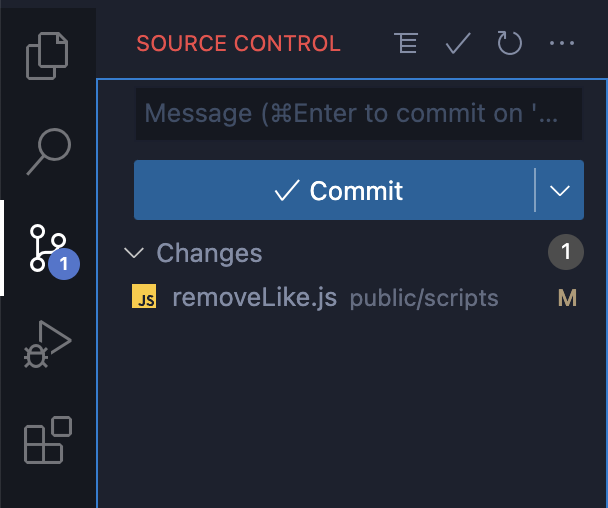 SOURCE CONTROL
Message (⌘Enter to commit on '...
Commit
Changes 1
JS removeLike.js public/scripts M
1